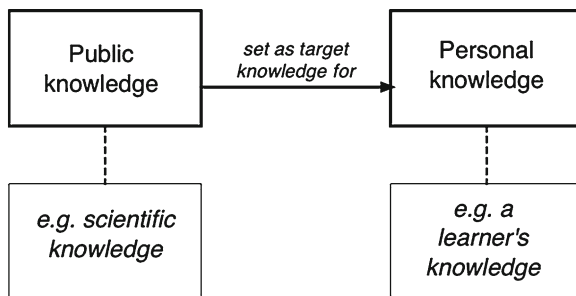 Public
knowledge
set as target
knowledge for
Personal
knowledge
e.g. scientific
knowledge
e.g. a
learner's
knowledge